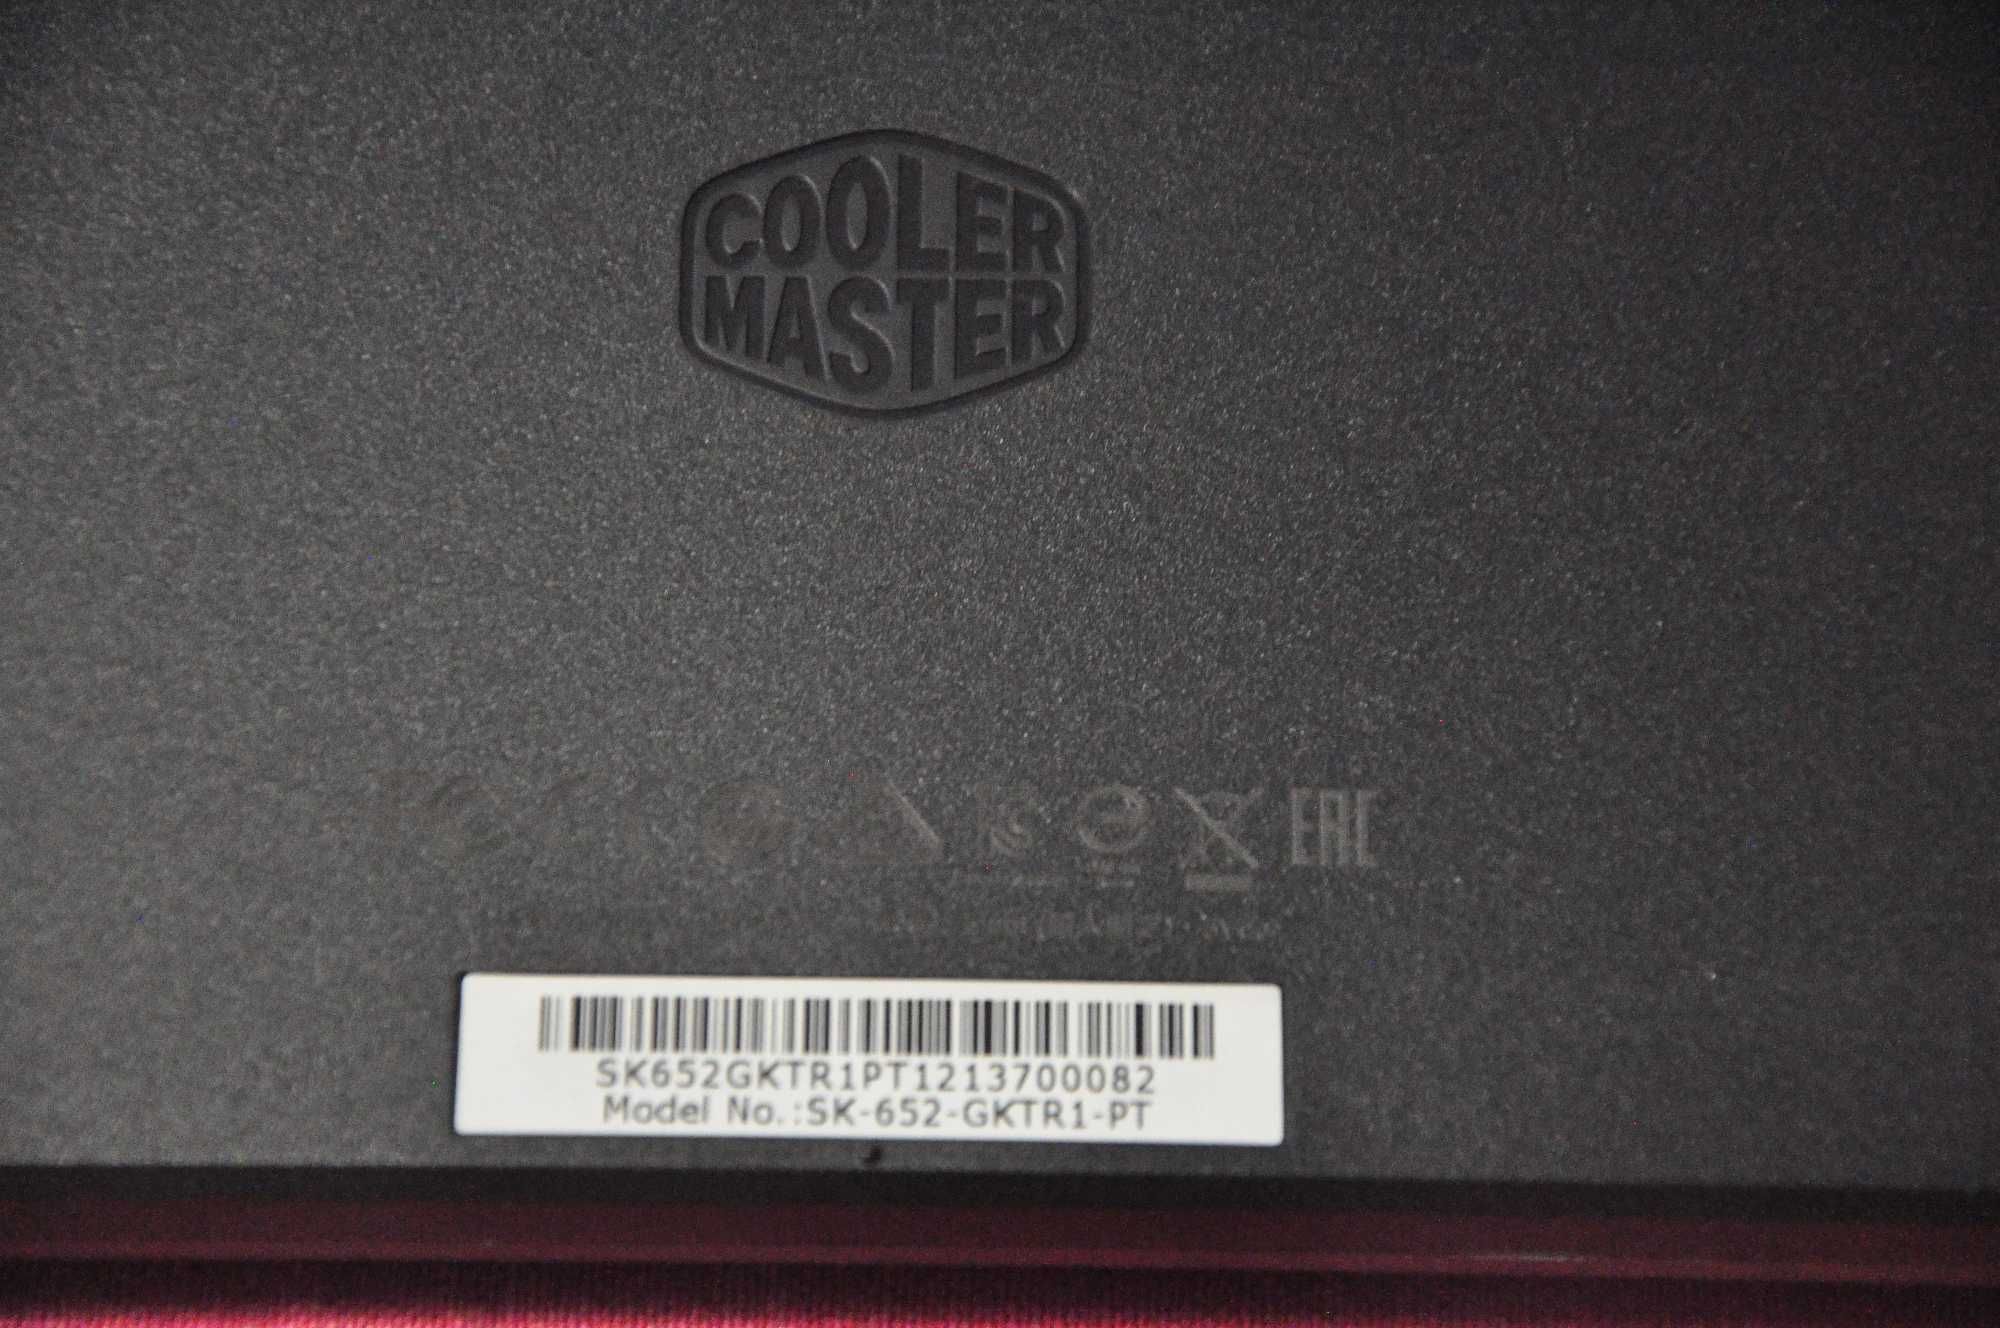 COOLER
MASTER
EAC
SK652GKTR1PT1213700082
Model No.:SK-652-GKTR1-PT